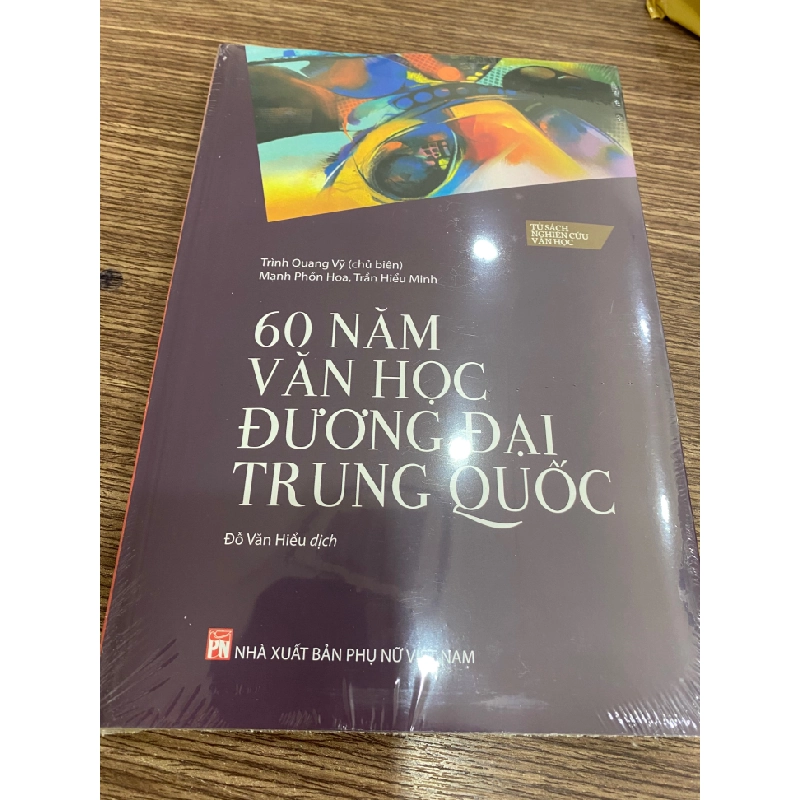 TỦ SÁCH
NGHIÊN CỨU
VĂN HỌC
Trình Quang Vỹ (chủ biên)
Mạnh Phồn Hoa, Trần Hiểu Minh
60 NĂM
VĂN HỌC
ĐƯƠNG ĐẠI
TRUNG QUỐC
Đỗ Văn Hiểu dịch
PN NHÀ XUẤT BẢN PHỤ NỮ VIỆT NAM